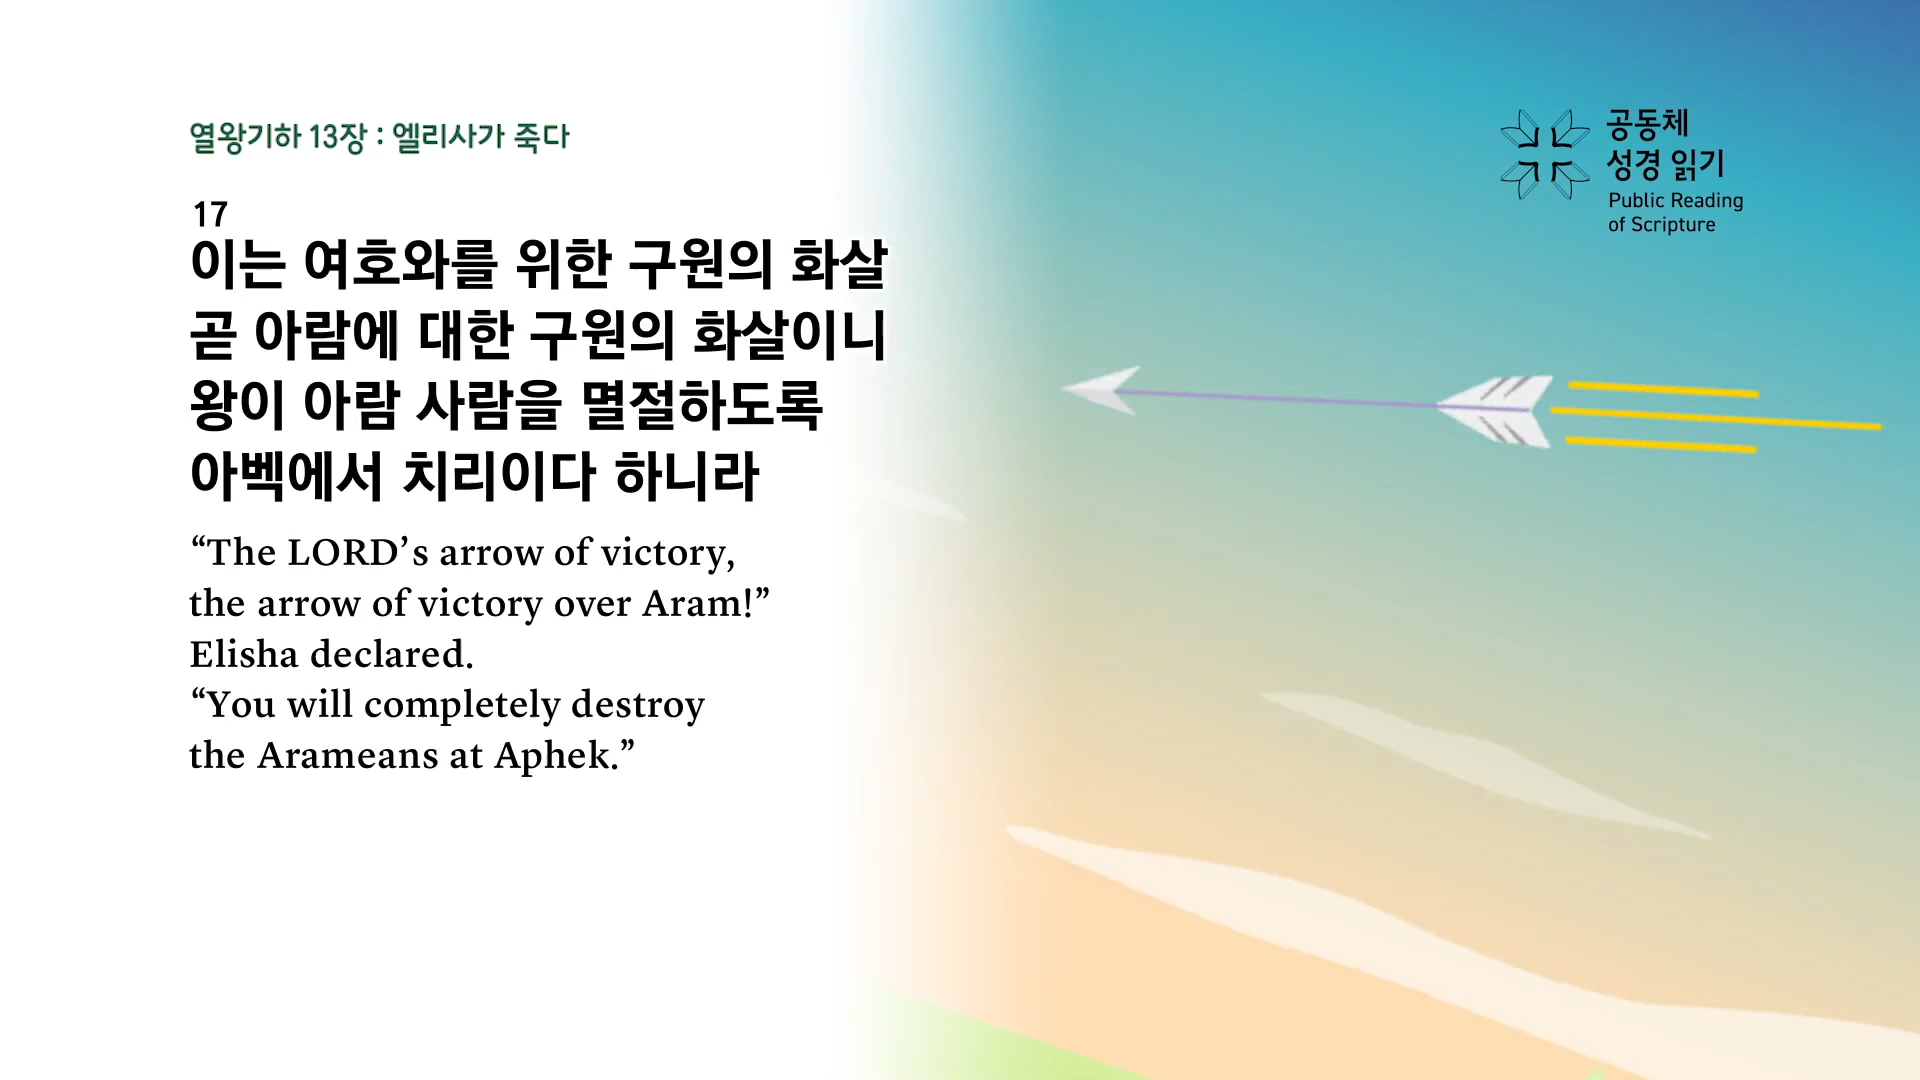 열왕기하 13장 : 엘리사가 죽다
17
이는 여호와를 위한 구원의 화살
곧 아람에 대한 구원의 화살이니
왕이 아람 사람을 멸절하도록
아벡에서 치리이다 하니라
“The LORD’s arrow of victory,
the arrow of victory over Aram!”
Elisha declared.
“You will completely destroy
the Arameans at Aphek.”
공동체
성경 읽기
Public Reading
of Scripture